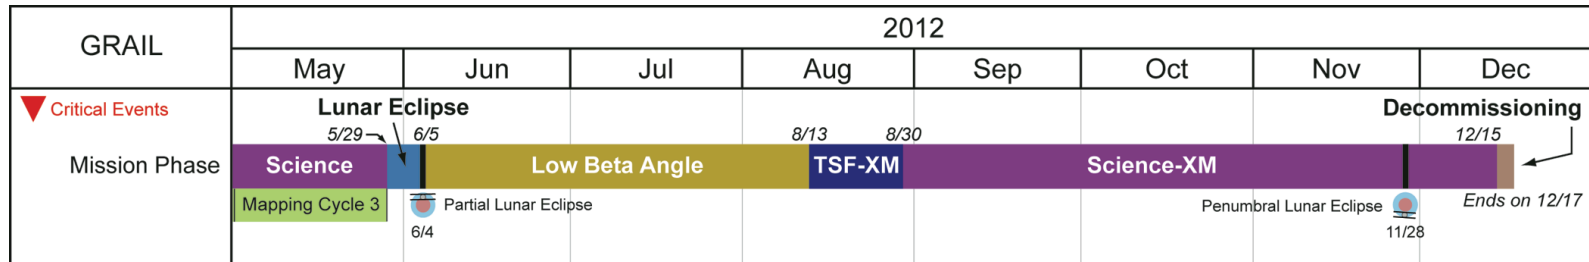 GRAIL
2012
May Jun Jul Aug Sep Oct Nov Dec
Critical Events
Lunar Eclipse
Decommissioning
5/29 6/5 8/13 8/30 12/15
Mission Phase Science Low Beta Angle TSF-XM Science-XM
Mapping Cycle 3 Partial Lunar Eclipse Penumbral Lunar Eclipse Ends on 12/17
6/4 11/28